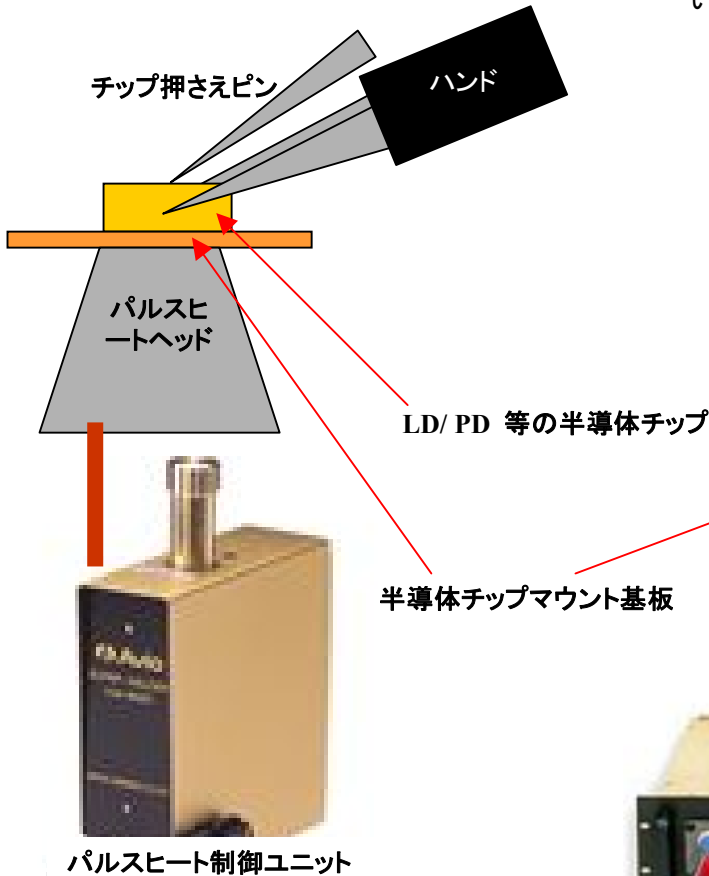 い
チップ押さえピン
ハンド
パルスヒ
ートヘッド
LD/ PD 等の半導体チップ
半導体チップマウント基板
パルスヒート制御ユニット